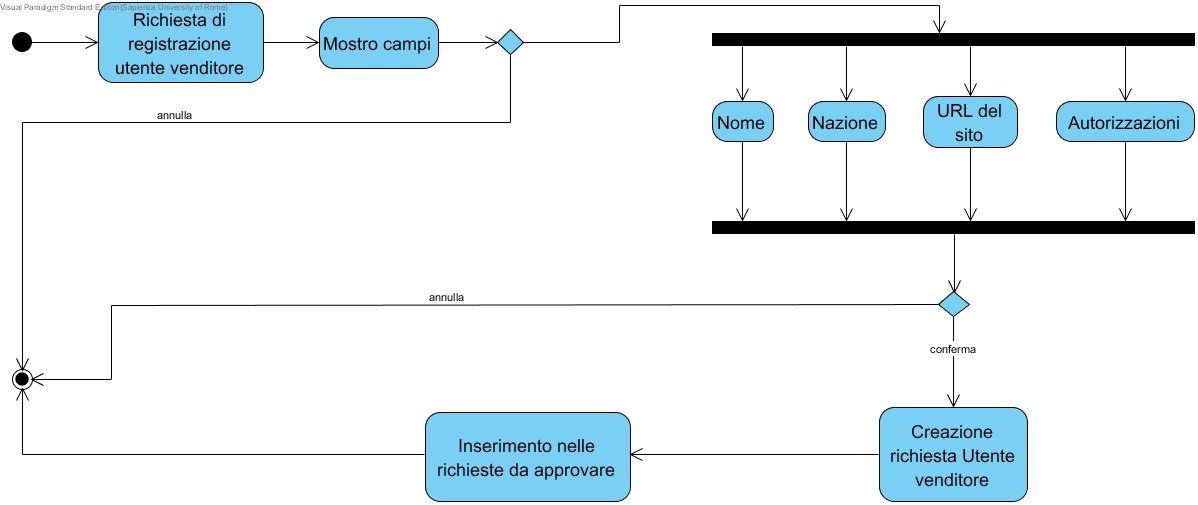 Visual Paradigm Standard Edition(Sapienza University of Rome)
Richiesta di
registrazione
utente venditore
Mostro campi
annulla
Nome
Nazione
URL del
sito
Autorizzazioni
annulla
conferma
Creazione
richiesta Utente
venditore
Inserimento nelle
richieste da approvare